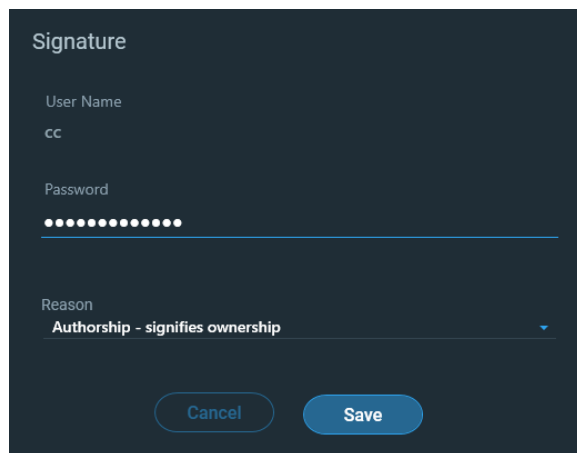 Signature
User Name
cc
Password
●●●●●●●●●●●●●
Reason
Authorship - signifies ownership
Cancel
Save